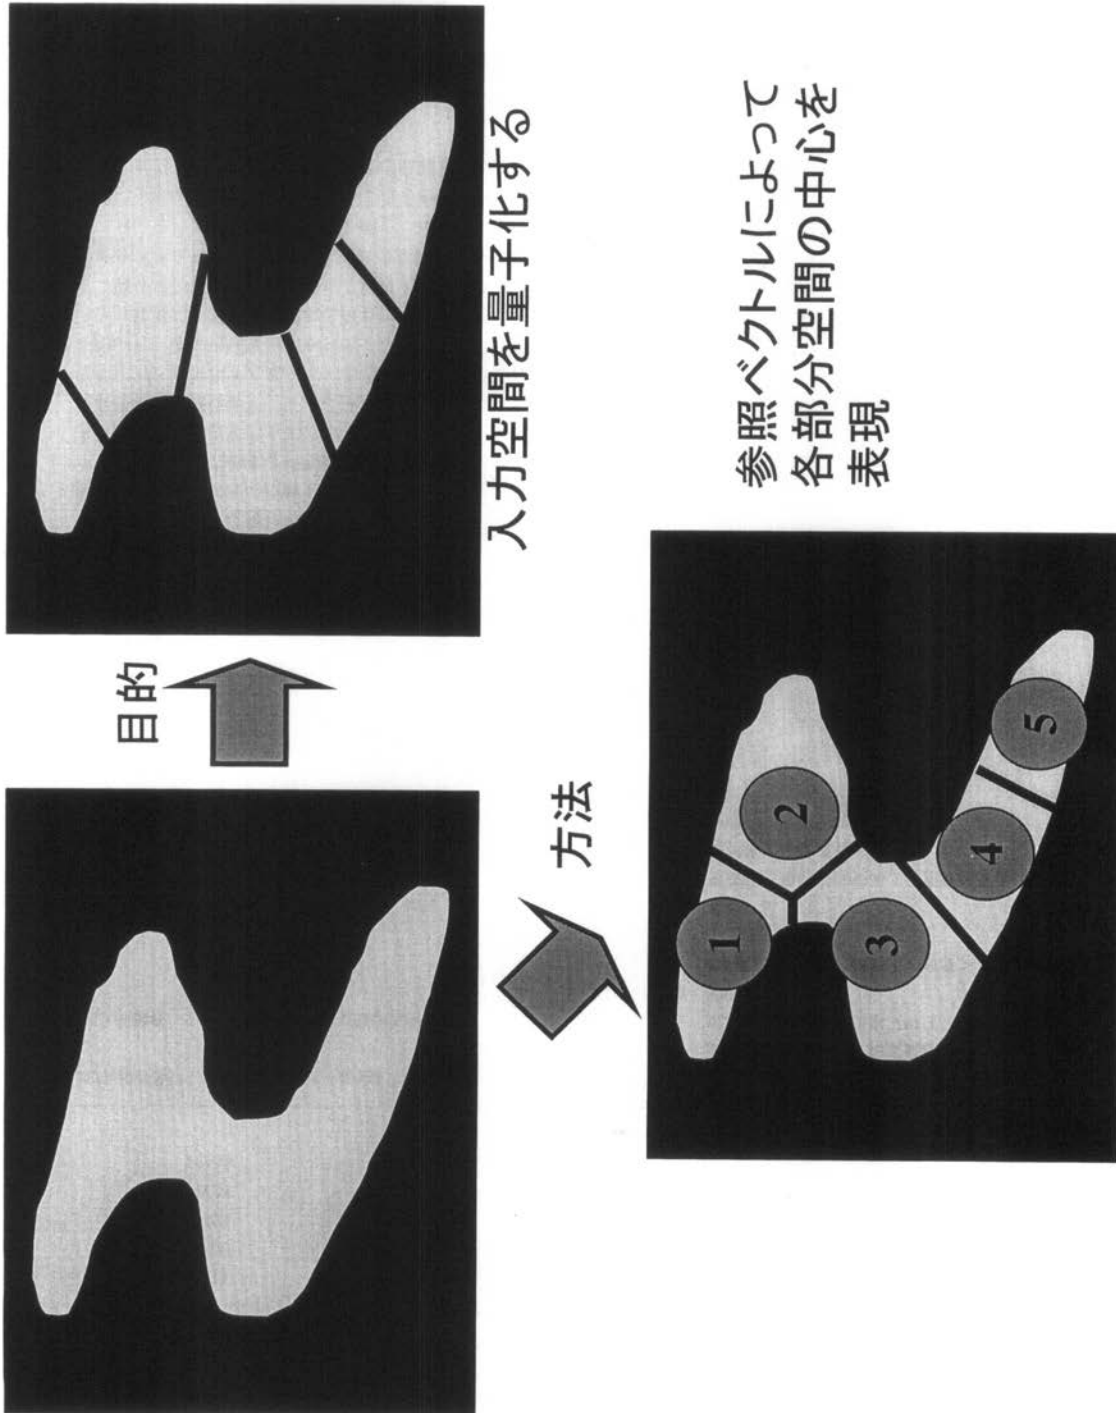 目的
入力空間を量子化する
方法
1
2
3
4
5
参照ベクトルによって
各部分空間の中心を
表現